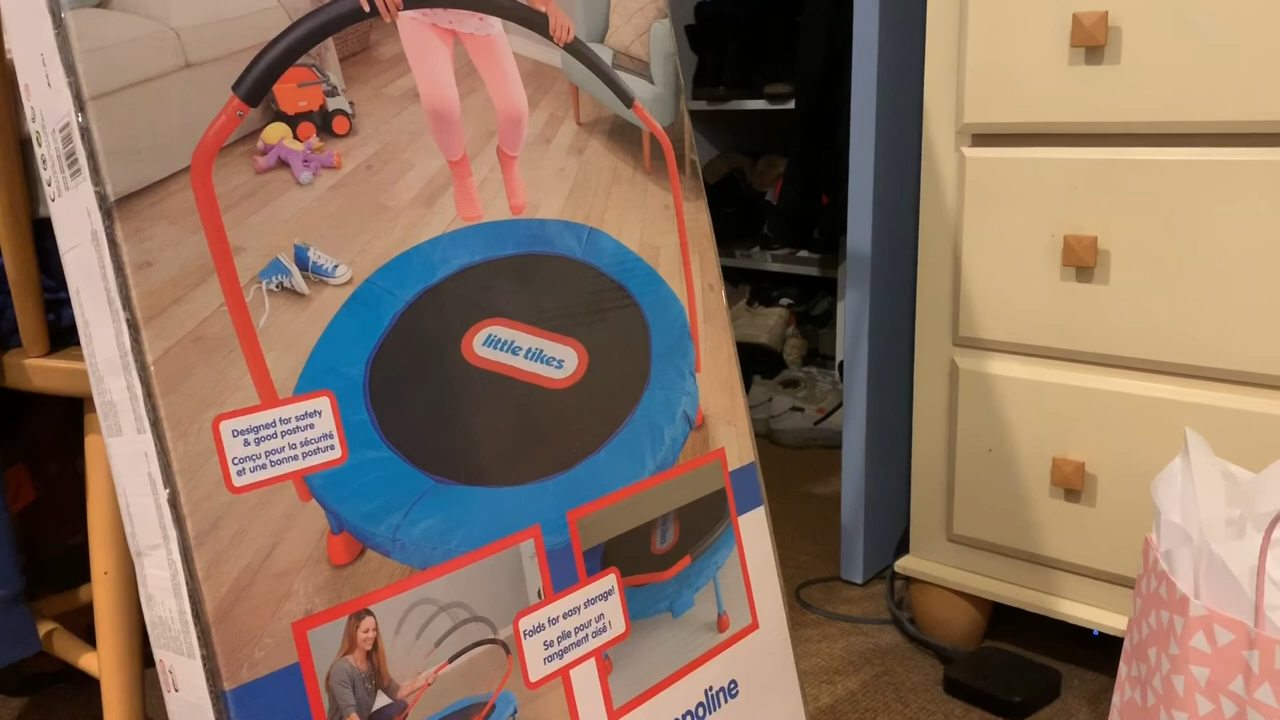 little tikes
Designed for safety
& good posture
Conçu pour la sécurité
et une bonne posture
Folds for easy storage!
Se plie pour un
rangement aisé !